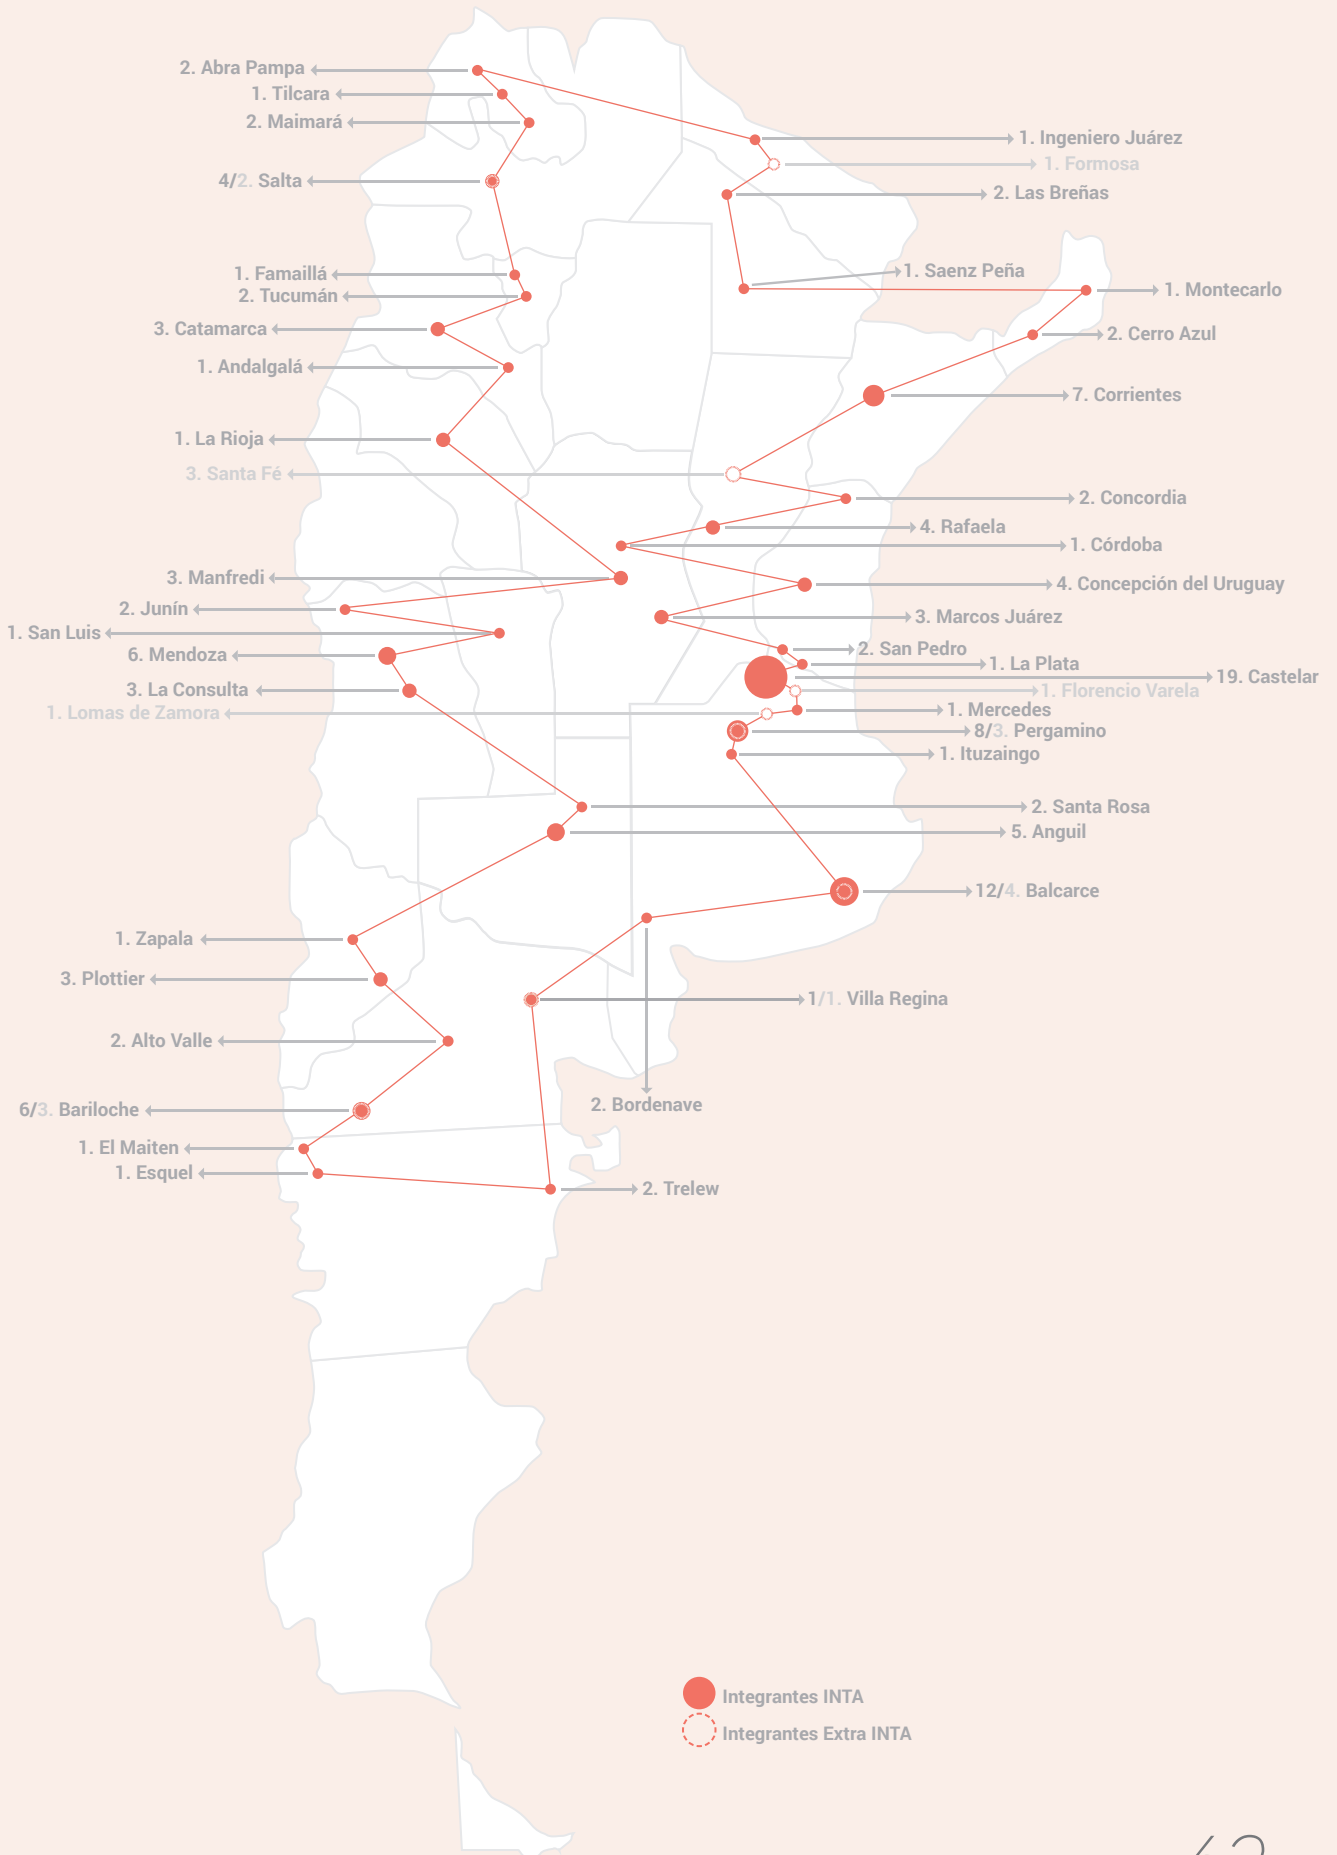 2. Abra Pampa
1. Tilcara
2. Maimará
4/2. Salta
1. Famaillá
2. Tucumán
3. Catamarca
1. Andalgalá
1. La Rioja
3. Santa Fé
3. Manfredi
2. Junín
1. San Luis
6. Mendoza
3. La Consulta
1. Lomas de Zamora
1. Zapala
3. Plottier
2. Alto Valle
6/3. Bariloche
1. El Maiten
1. Esquel
1. Ingeniero Juárez
1. Formosa
2. Las Breñas
1. Saenz Peña
1. Montecarlo
2. Cerro Azul
7. Corrientes
2. Concordia
4. Rafaela
1. Córdoba
4. Concepción del Uruguay
3. Marcos Juárez
2. San Pedro
1. La Plata
19. Castelar
1. Florencio Varela
1. Mercedes
8/3. Pergamino
1. Ituzaingo
2. Santa Rosa
5. Anguil
12/4. Balcarce
1/1. Villa Regina
2. Bordenave
2. Trelew
Integrantes INTA
Integrantes Extra INTA